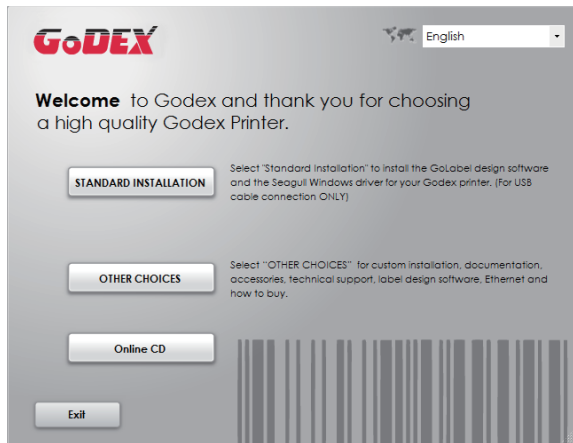 GoDEX
English
Welcome to Godex and thank you for choosing
a high quality Godex Printer.
STANDARD INSTALLATION
Select "Standard Installation" to install the GoLabel design software
and the Seagull Windows driver for your Godex printer. (For USB
cable connection ONLY)
OTHER CHOICES
Select "OTHER CHOICES" for custom installation, documentation,
accessories, technical support, label design software, Ethernet and
how to buy.
Online CD
Exit